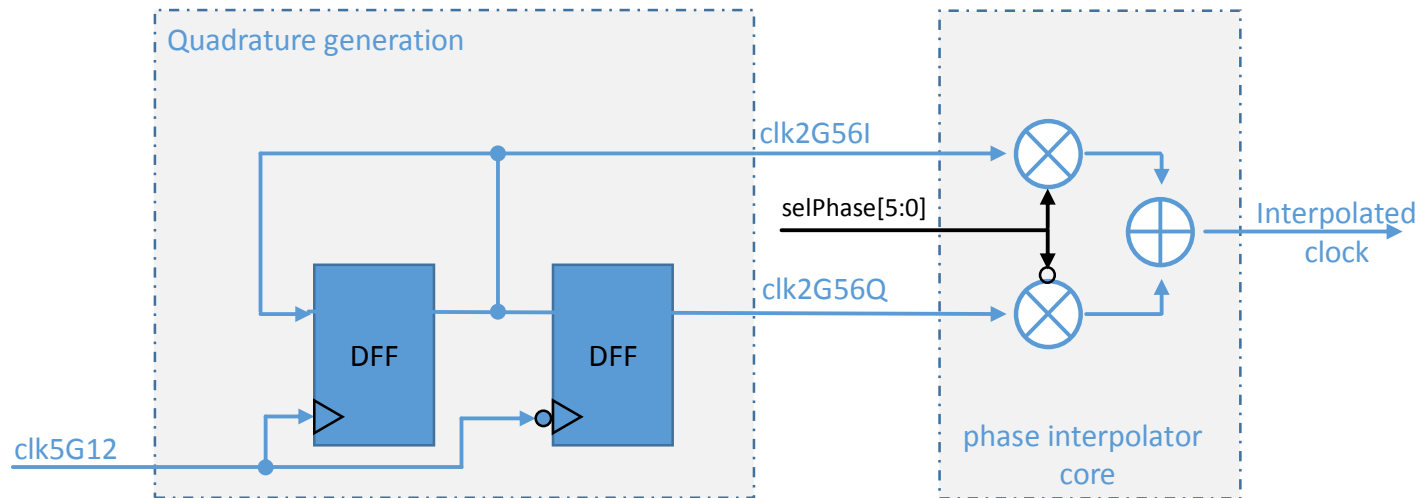 Quadrature generation
clk2G56I
selPhase[5:0]
Interpolated
clock
clk2G56Q
DFF
DFF
clk5G12
phase interpolator
core